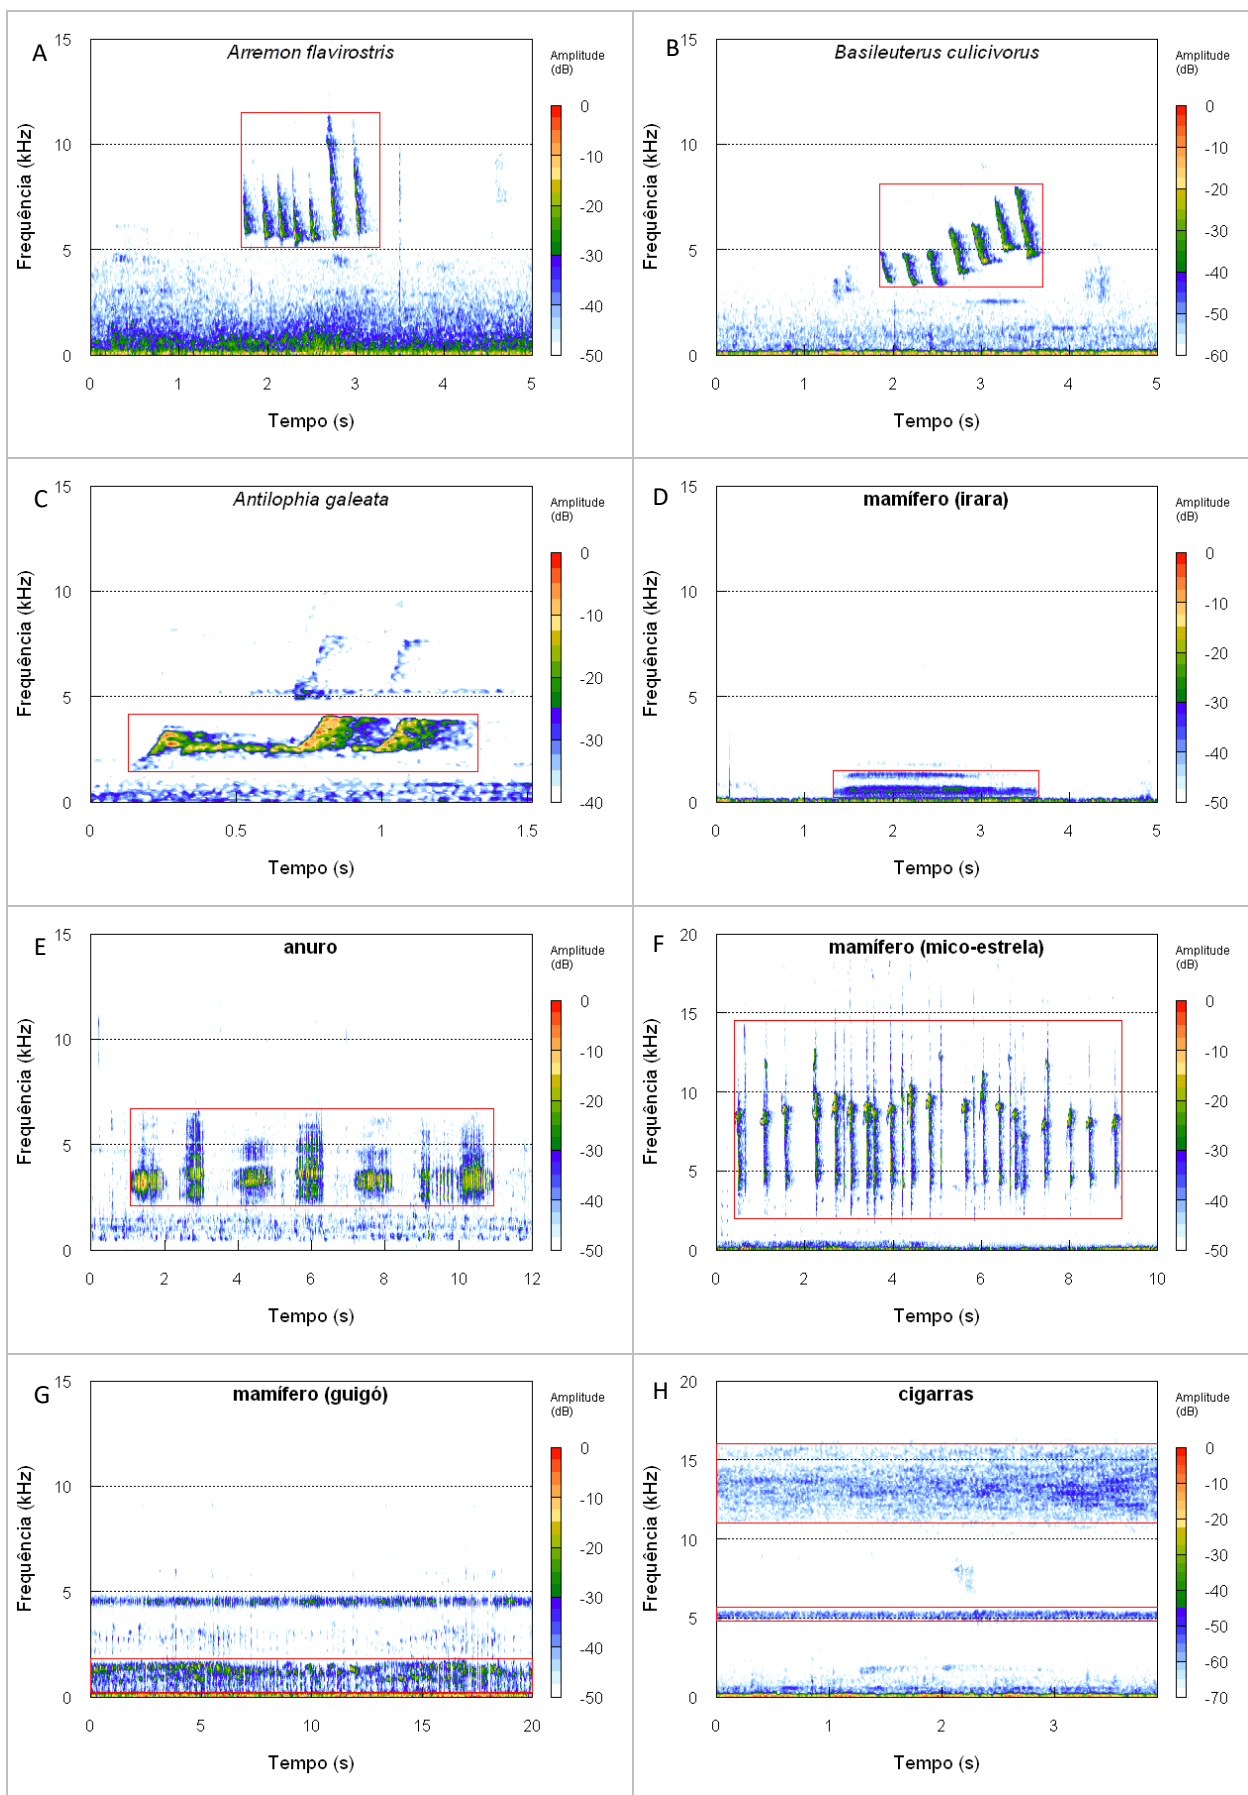 A
Arremon flavirostris
Amplitude
(dB)
Frequência (kHz)
15
10
5
0
0 1 2 3 4 5
Tempo (s)
0
-10
-20
-30
-40
-50
B
Basileuterus culicivorus
Amplitude
(dB)
Frequência (kHz)
15
10
5
0
0 1 2 3 4 5
Tempo (s)
0
-10
-20
-30
-40
-50
-60
C
Antilophia galeata
Amplitude
(dB)
Frequência (kHz)
15
10
5
0
0 0.5 1 1.5
Tempo (s)
0
-10
-20
-30
-40
D
mamífero (irara)
Amplitude
(dB)
Frequência (kHz)
15
10
5
0
0 1 2 3 4 5
Tempo (s)
0
-10
-20
-30
-40
-50
E
anuro
Amplitude
(dB)
Frequência (kHz)
15
10
5
0
0 2 4 6 8 10 12
Tempo (s)
0
-10
-20
-30
-40
-50
F
mamífero (mico-estrela)
Amplitude
(dB)
Frequência (kHz)
20
15
10
5
0
0 2 4 6 8 10
Tempo (s)
0
-10
-20
-30
-40
-50
G
mamífero (guigó)
Amplitude
(dB)
Frequência (kHz)
15
10
5
0
0 5 10 15 20
Tempo (s)
0
-10
-20
-30
-40
-50
H
cigarras
Amplitude
(dB)
Frequência (kHz)
20
15
10
5
0
0 1 2 3
Tempo (s)
0
-10
-20
-30
-40
-50
-60
-70